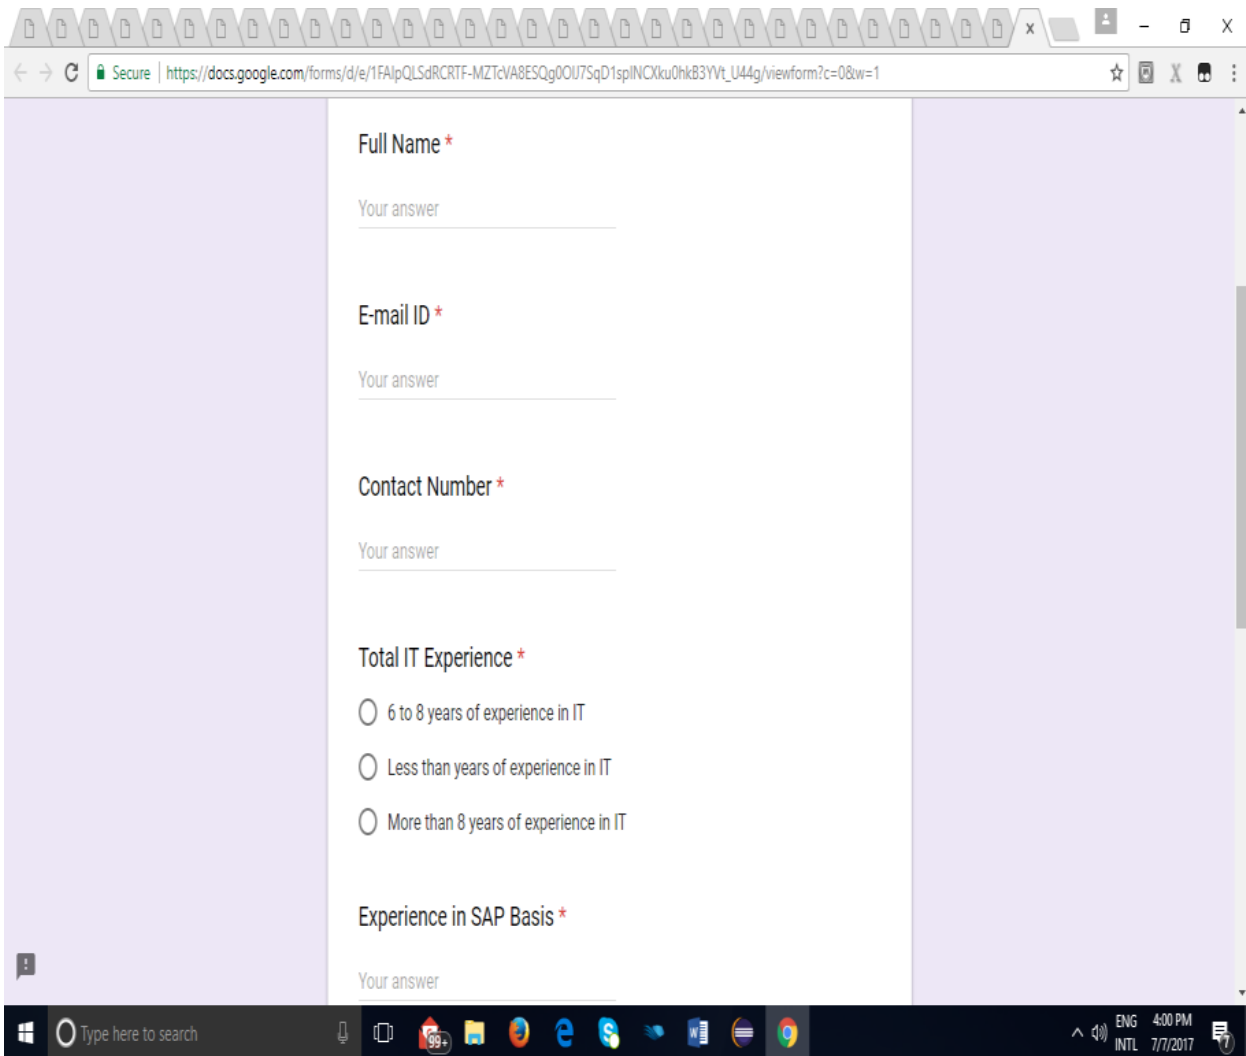 Secure
https://docs.google.com/forms/d/e/1FAIpQLSdRCRTF-MZTcVA8ESQg0OU7SqD1spINCXku0hkB3YVt_U44g/viewform?c=0&w=1
Full Name *
Your answer
E-mail ID *
Your answer
Contact Number *
Your answer
Total IT Experience *
6 to 8 years of experience in IT
Less than years of experience in IT
More than 8 years of experience in IT
Experience in SAP Basis *
Your answer
Type here to search
99+
ENG 4:00 PM
INTL 7/7/2017
7